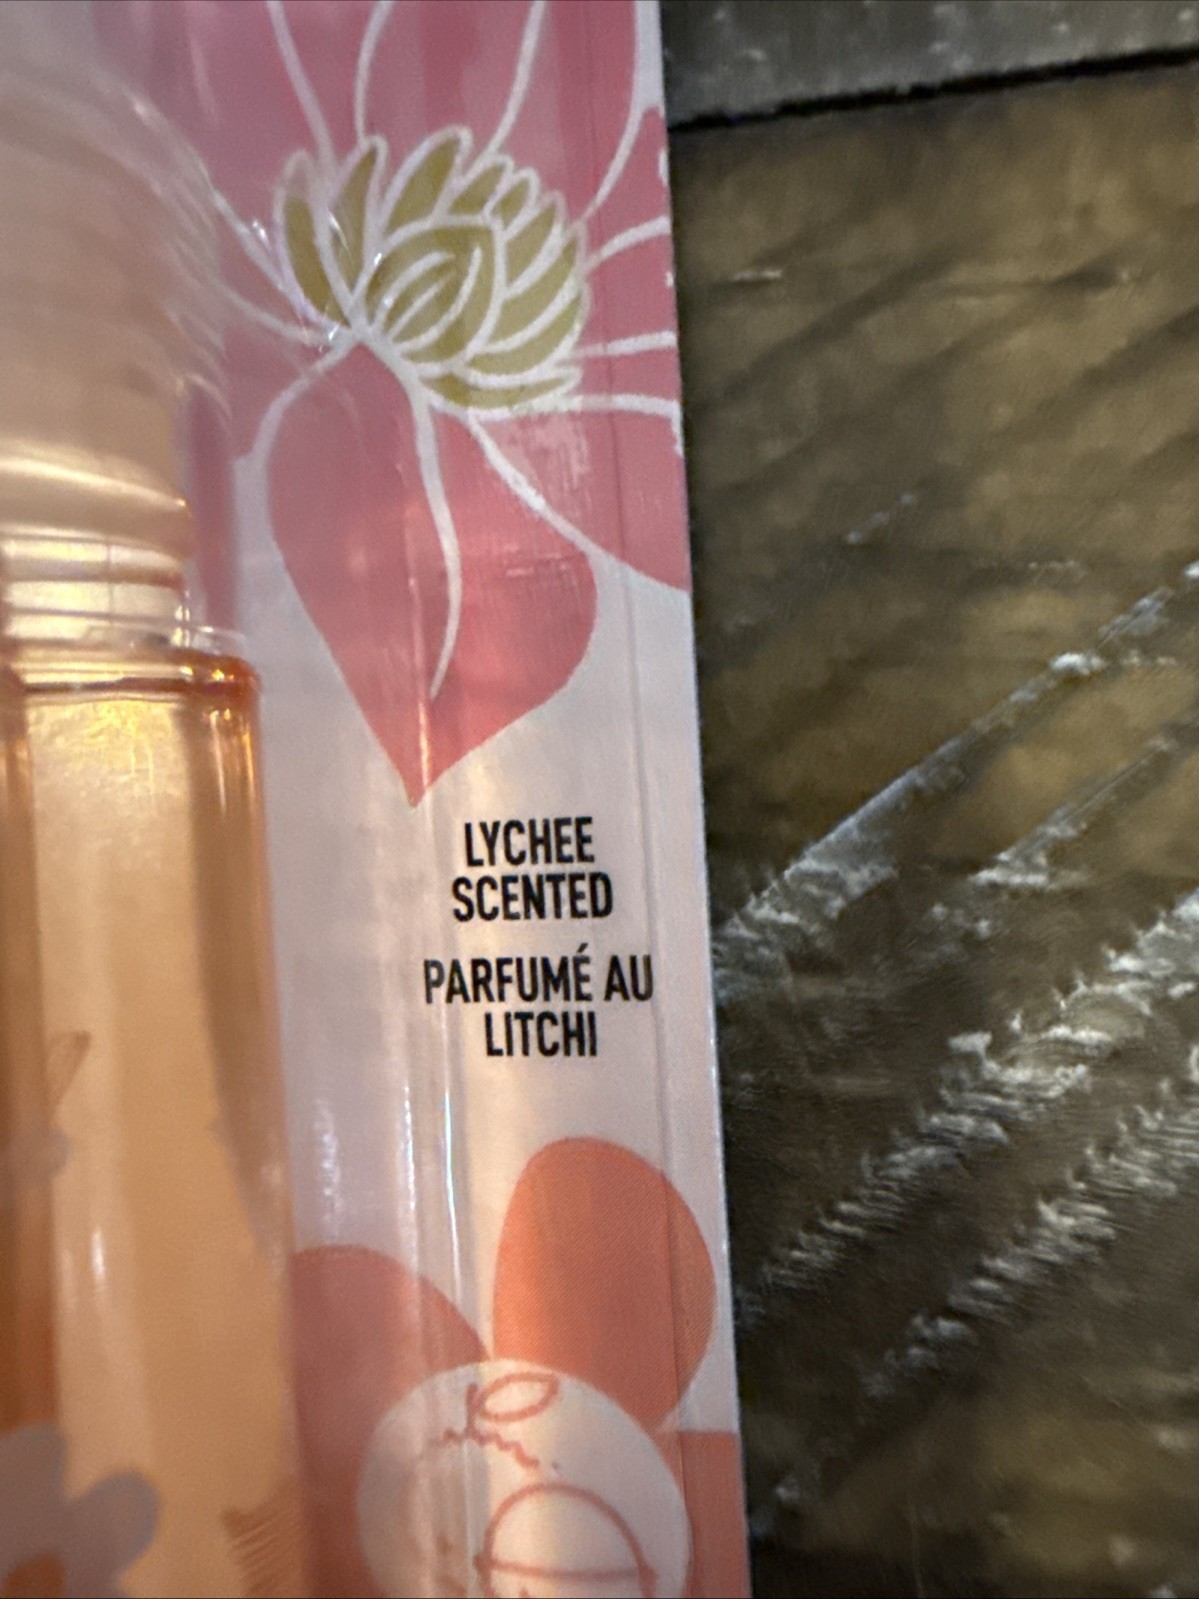 LYCHEE
SCENTED
PARFUMÉ AU
LITCHI